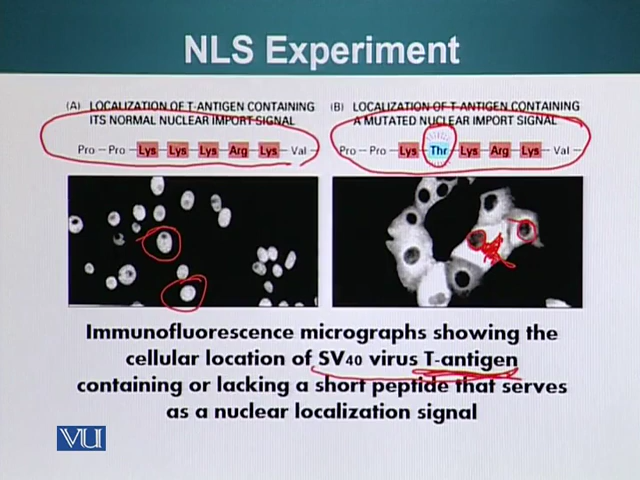 NLS Experiment
(A) LOCALIZATION OF T-ANTIGEN CONTAINING
ITS NORMAL NUCLEAR IMPORT SIGNAL
Pro — Pro — Lys — Lys — Lys — Arg — Lys — Val —
(B) LOCALIZATION OF T-ANTIGEN CONTAINING
A MUTATED NUCLEAR IMPORT SIGNAL
Pro — Pro — Lys — Thr — Lys — Arg — Lys — Val —
Immunofluorescence micrographs showing the
cellular location of SV40 virus T-antigen
containing or lacking a short peptide that serves
as a nuclear localization signal
VU